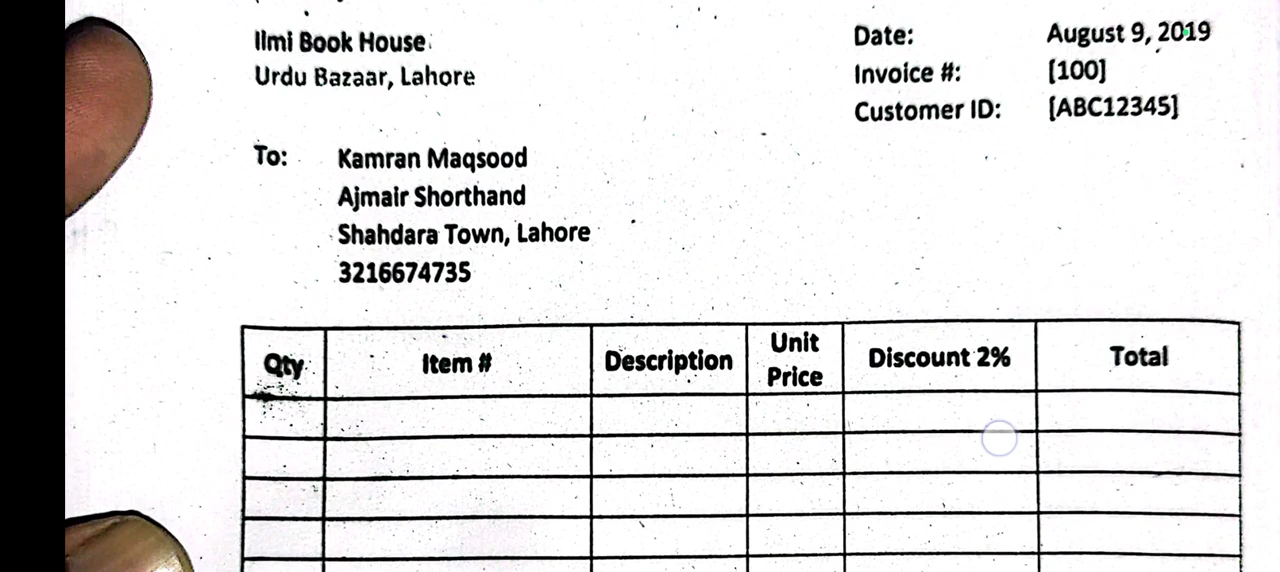 Ilmi Book House
Urdu Bazaar, Lahore
Date: August 9, 2019
Invoice #: [100]
Customer ID: [ABC12345]
To: Kamran Maqsood
Ajmair Shorthand
Shahdara Town, Lahore
3216674735
Qty Item # Description Unit Price Discount 2% Total